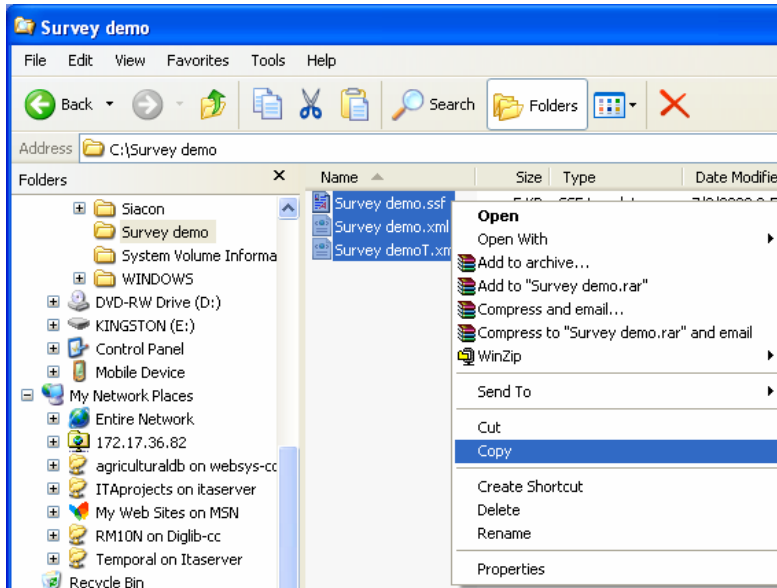 Survey demo
File Edit View Favorites Tools Help
Back Search Folders
Address C:\Survey demo
Folders
Siacon
Survey demo
System Volume Informa
WINDOWS
DVD-RW Drive (D:)
KINGSTON (E:)
Control Panel
Mobile Device
My Network Places
Entire Network
172.17.36.82
agriculturaldb on websys-cc
ITAprojects on itaserver
My Web Sites on MSN
RM10N on Diglib-cc
Temporal on Itaserver
Recycle Bin
Name Size Type Date Modifie
Survey demo.ssf
Survey demo.xml
Survey demoT.xm
Open
Open With
Add to archive...
Add to "Survey demo.rar"
Compress and email...
Compress to "Survey demo.rar" and email
WinZip
Send To
Cut
Copy
Create Shortcut
Delete
Rename
Properties